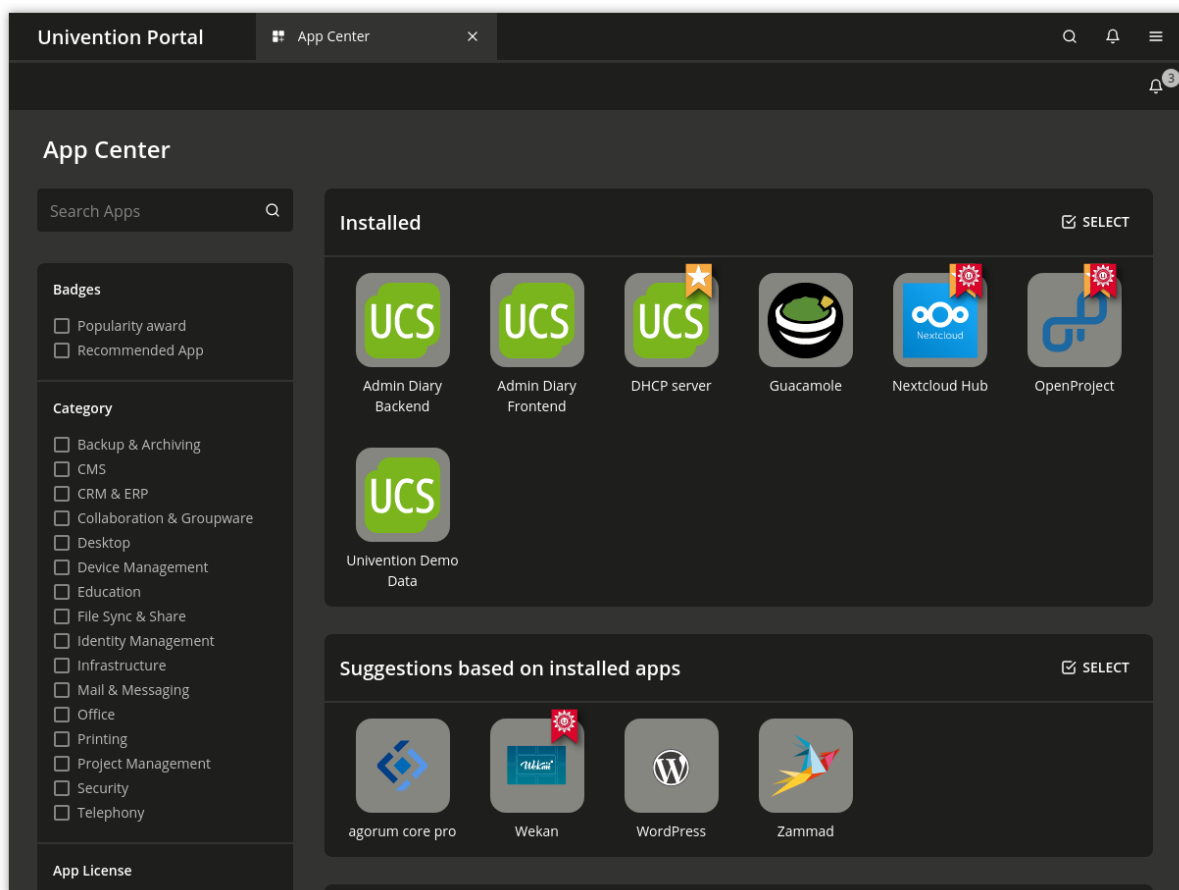 Univention Portal
App Center
3
App Center
Search Apps
Badges
Popularity award
Recommended App
Category
Backup & Archiving
CMS
CRM & ERP
Collaboration & Groupware
Desktop
Device Management
Education
File Sync & Share
Identity Management
Infrastructure
Mail & Messaging
Office
Printing
Project Management
Security
Telephony
App License
Installed
SELECT
UCS
Admin Diary
Backend
UCS
Admin Diary
Frontend
UCS
DHCP server
Guacamole
Nextcloud
Nextcloud Hub
OpenProject
UCS
Univention Demo
Data
Suggestions based on installed apps
SELECT
agorum core pro
Wekan
Wekan
W
WordPress
Zammad